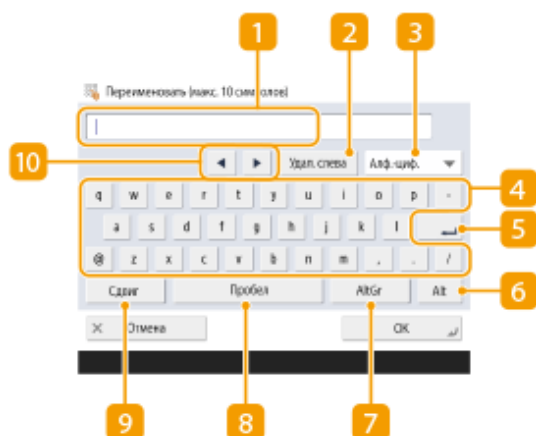 1 2 3
Переименовать (макс. 10 символов)
10 ◄ ► Удал. слева Алф.-циф. ▼
q w e r t y u i o p - 4
a s d f g h j k l 5
@ z x c v b n m , . /
Сдвиг Пробел AltGr Alt 6
× Отмена OK
9 8 7